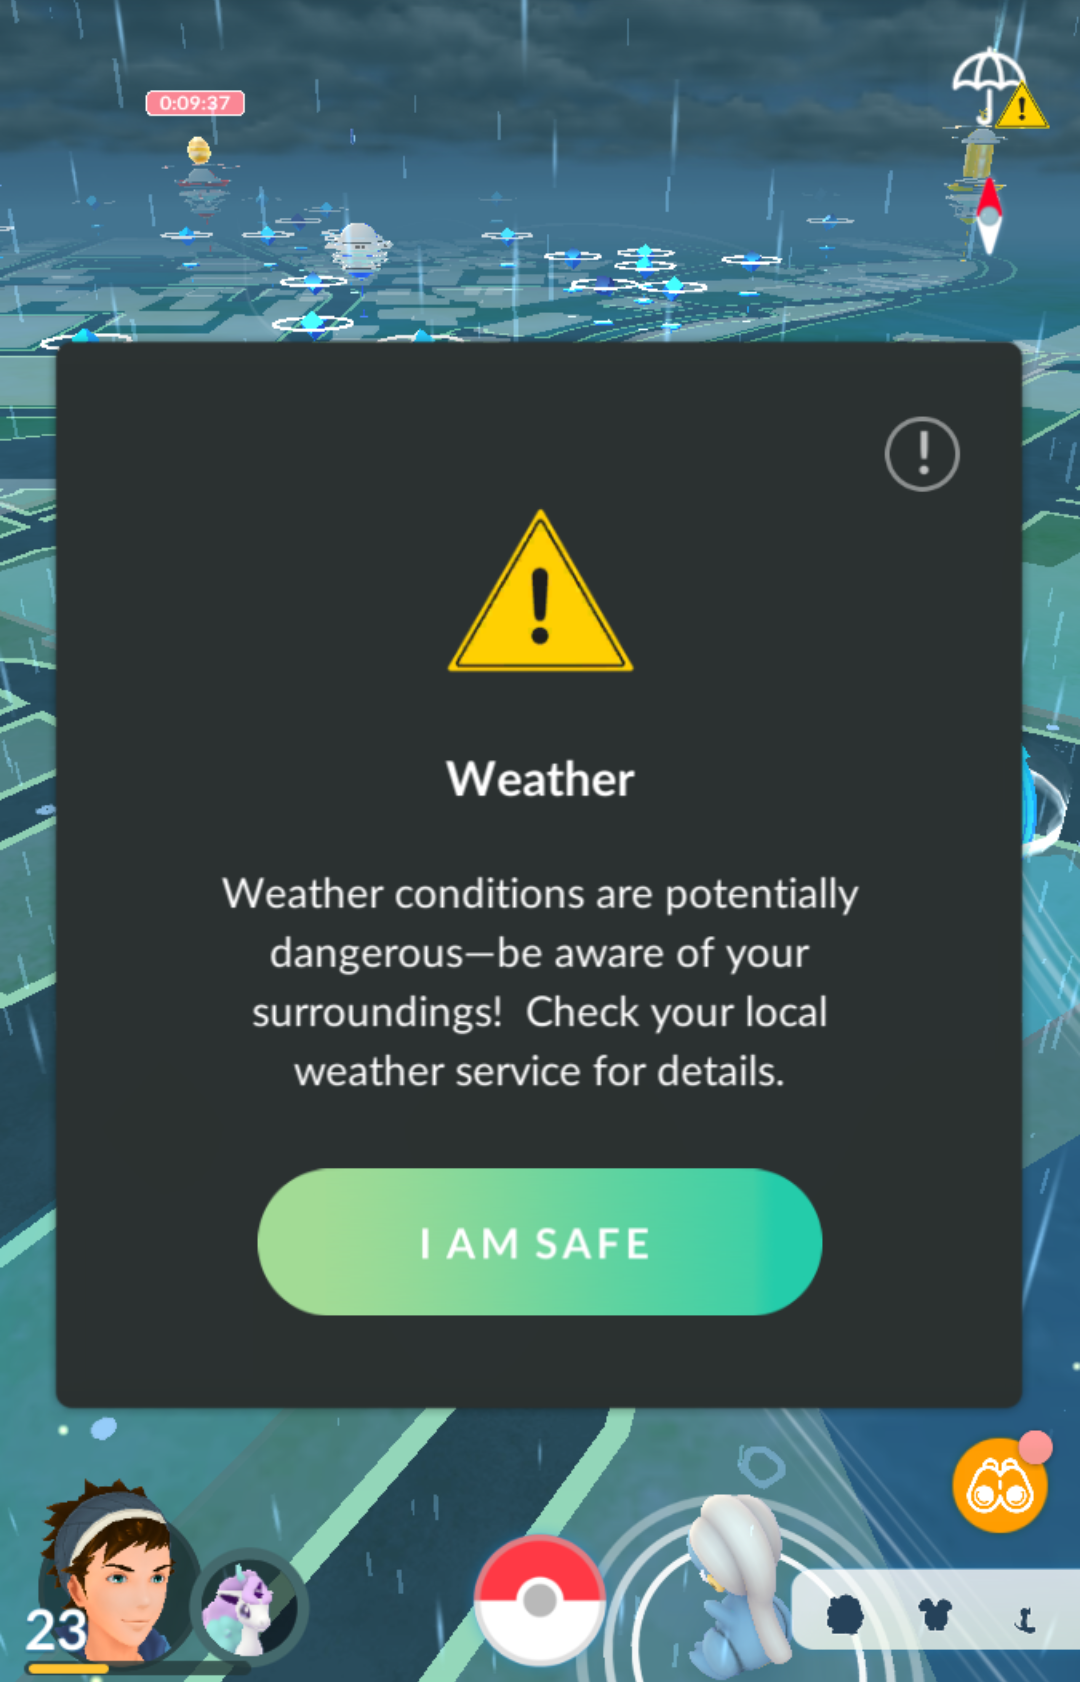 0:09:37
Weather
Weather conditions are potentially
dangerous—be aware of your
surroundings!  Check your local
weather service for details.
I AM SAFE
23